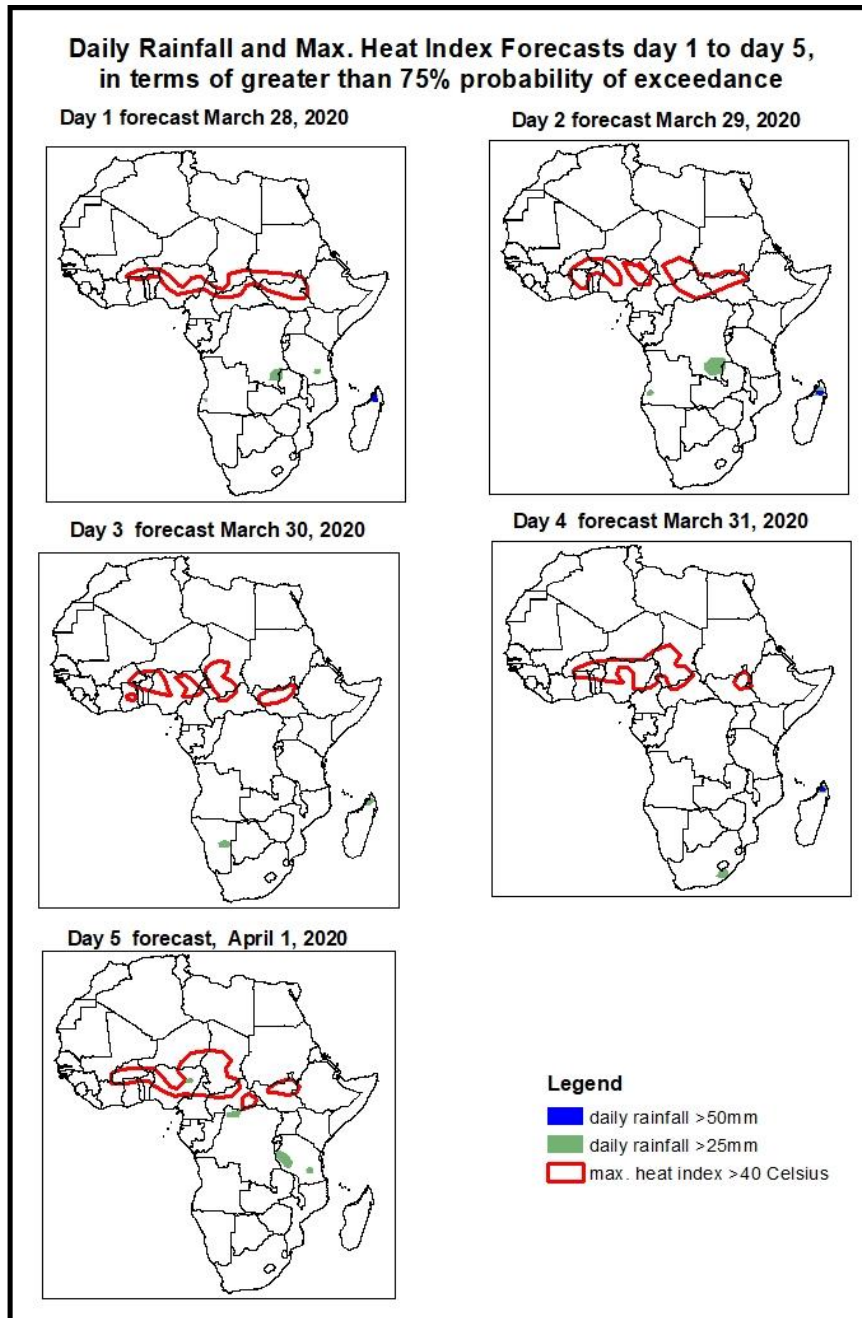 Daily Rainfall and Max. Heat Index Forecasts day 1 to day 5,
in terms of greater than 75% probability of exceedance
Day 1 forecast March 28, 2020
Day 2 forecast March 29, 2020
Day 3 forecast March 30, 2020
Day 4 forecast March 31, 2020
Day 5 forecast, April 1, 2020
Legend
daily rainfall >50mm
daily rainfall >25mm
max. heat index >40 Celsius